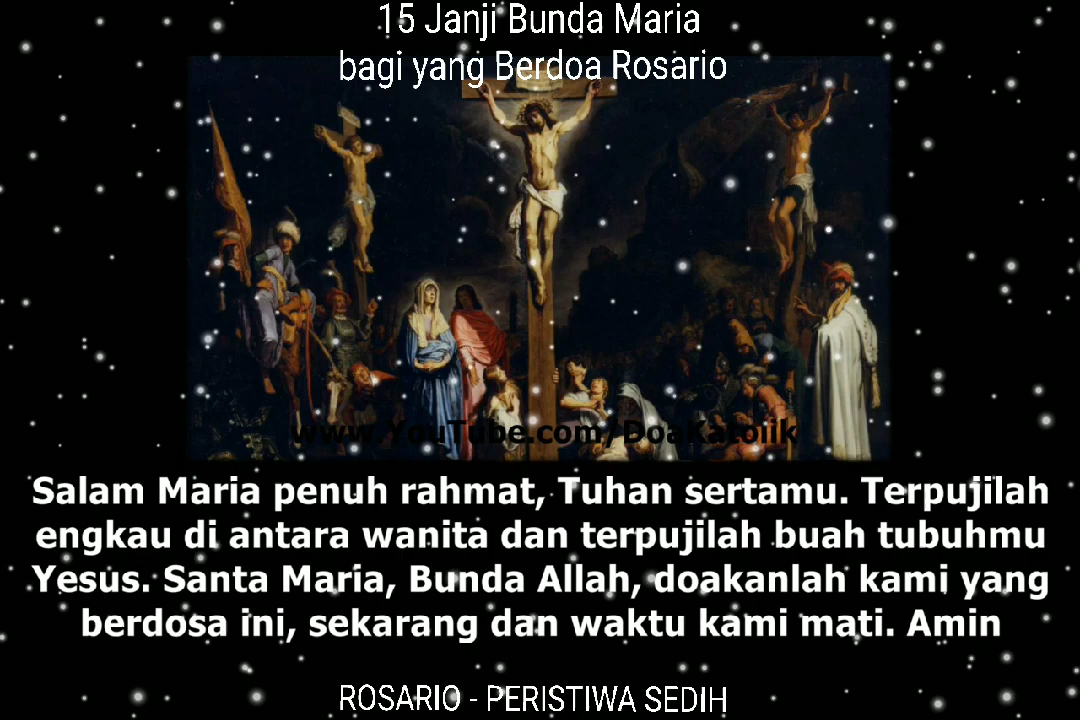 15 Janji Bunda Maria
bagi yang Berdoa Rosario
www.YouTube.com/DoaKatolik
Salam Maria penuh rahmat, Tuhan sertamu. Terpujilah
engkau di antara wanita dan terpujilah buah tubuhmu
Yesus. Santa Maria, Bunda Allah, doakanlah kami yang
berdosa ini, sekarang dan waktu kami mati. Amin
ROSARIO - PERISTIWA SEDIH